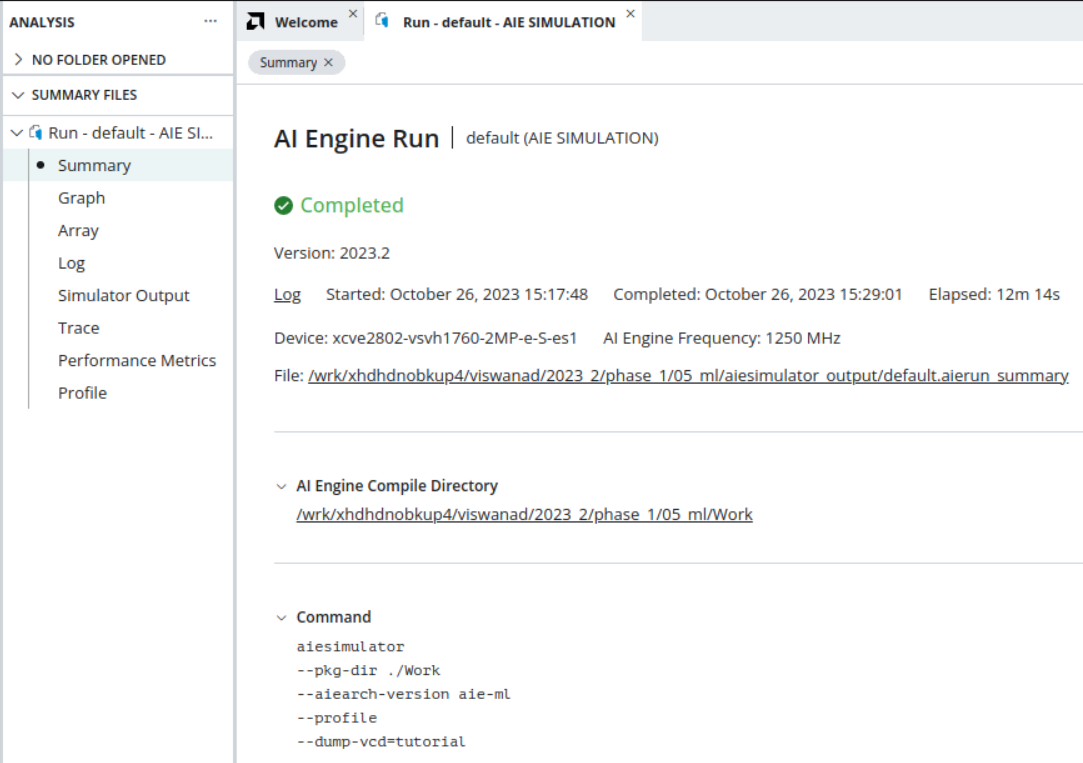 ANALYSIS ...
NO FOLDER OPENED
SUMMARY FILES
Run - default - AIE SI...
Summary
Graph
Array
Log
Simulator Output
Trace
Performance Metrics
Profile
Welcome × Run - default - AIE SIMULATION ×
Summary ×
AI Engine Run | default (AIE SIMULATION)
Completed
Version: 2023.2
Log Started: October 26, 2023 15:17:48 Completed: October 26, 2023 15:29:01 Elapsed: 12m 14s
Device: xcve2802-vsvh1760-2MP-e-S-es1 AI Engine Frequency: 1250 MHz
File: /wrk/xhdhdnobkup4/viswanad/2023_2/phase_1/05_ml/aiesimulator_output/default.aierun_summary
AI Engine Compile Directory
/wrk/xhdhdnobkup4/viswanad/2023_2/phase_1/05_ml/Work
Command
aiesimulator
--pkg-dir ./Work
--aiearch-version aie-ml
--profile
--dump-vcd=tutorial